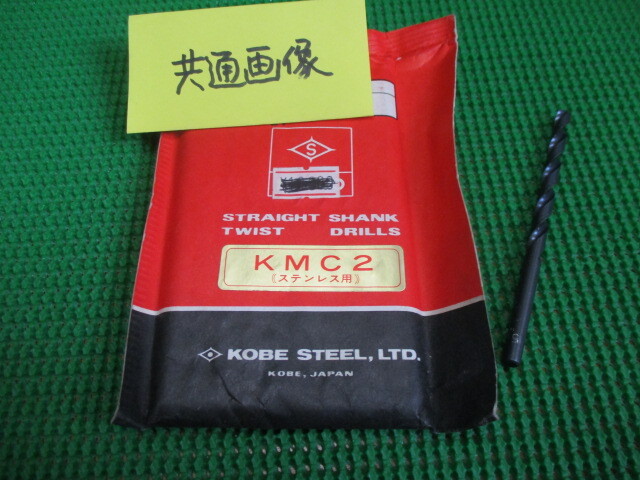 共通画像
S
STRAIGHT SHANK
TWIST DRILLS
KMC2
《ステンレス用》
KOBE STEEL, LTD.
KOBE, JAPAN